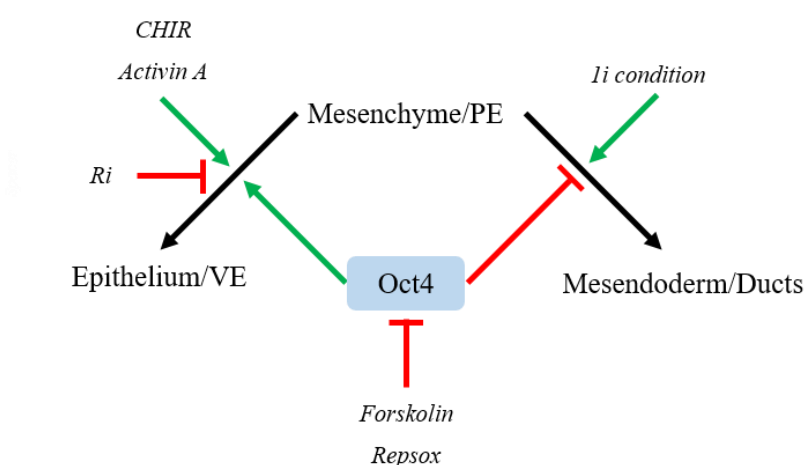 CHIR
Activin A
1i condition
Mesenchyme/PE
Ri
Epithelium/VE
Oct4
Mesendoderm/Ducts
Forskolin
Repsox